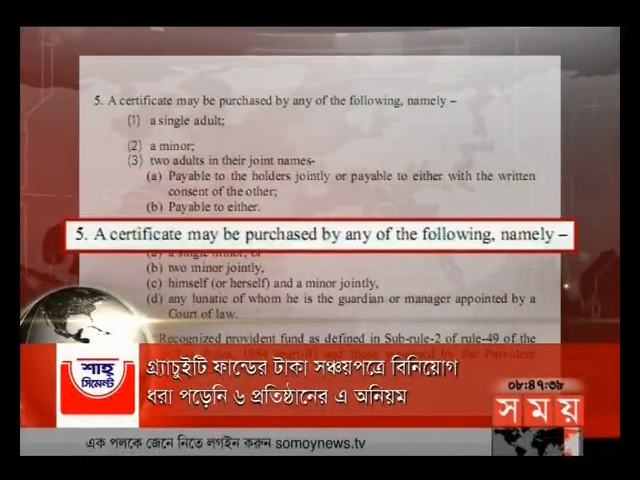 5. A certificate may be purchased by any of the following, namely –
(1) a single adult;
(2) a minor;
(3) two adults in their joint names-
(a) Payable to the holders jointly or payable to either with the written
consent of the other;
(b) Payable to either.
5. A certificate may be purchased by any of the following, namely –
(a) a single minor, or
(b) two minor jointly,
(c) himself (or herself) and a minor jointly,
(d) any lunatic of whom he is the guardian or manager appointed by a
Court of law.
Recognized provident fund as defined in Sub-rule-2 of rule-49 of the
শাহ্
সিমেন্ট
গ্র্যাচুইটি ফান্ডের টাকা সঞ্চয়পত্রে বিনিয়োগ
ধরা পড়েনি ৬ প্রতিষ্ঠানের এ অনিয়ম
০৮:৪৭:৩৮
সময়
এক পলকে জেনে নিতে লগইন করুন somoynews.tv